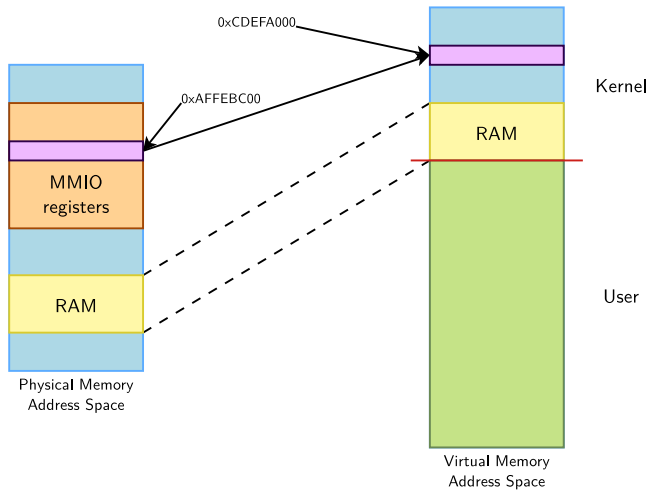 0xCDEFA000
Kernel
0xAFFEBC00
RAM
MMIO
registers
RAM
User
Physical Memory
Address Space
Virtual Memory
Address Space